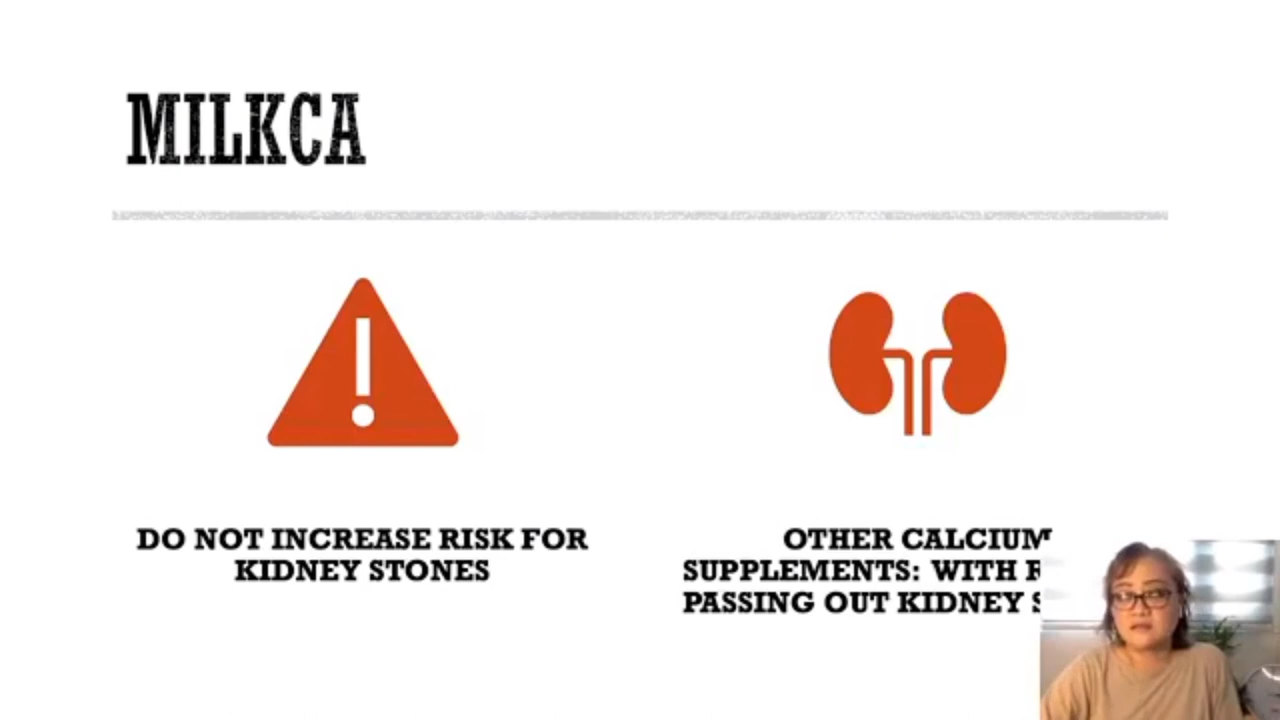 MILKCA
DO NOT INCREASE RISK FOR
KIDNEY STONES
OTHER CALCIUM
SUPPLEMENTS: WITH
PASSING OUT KIDNEY